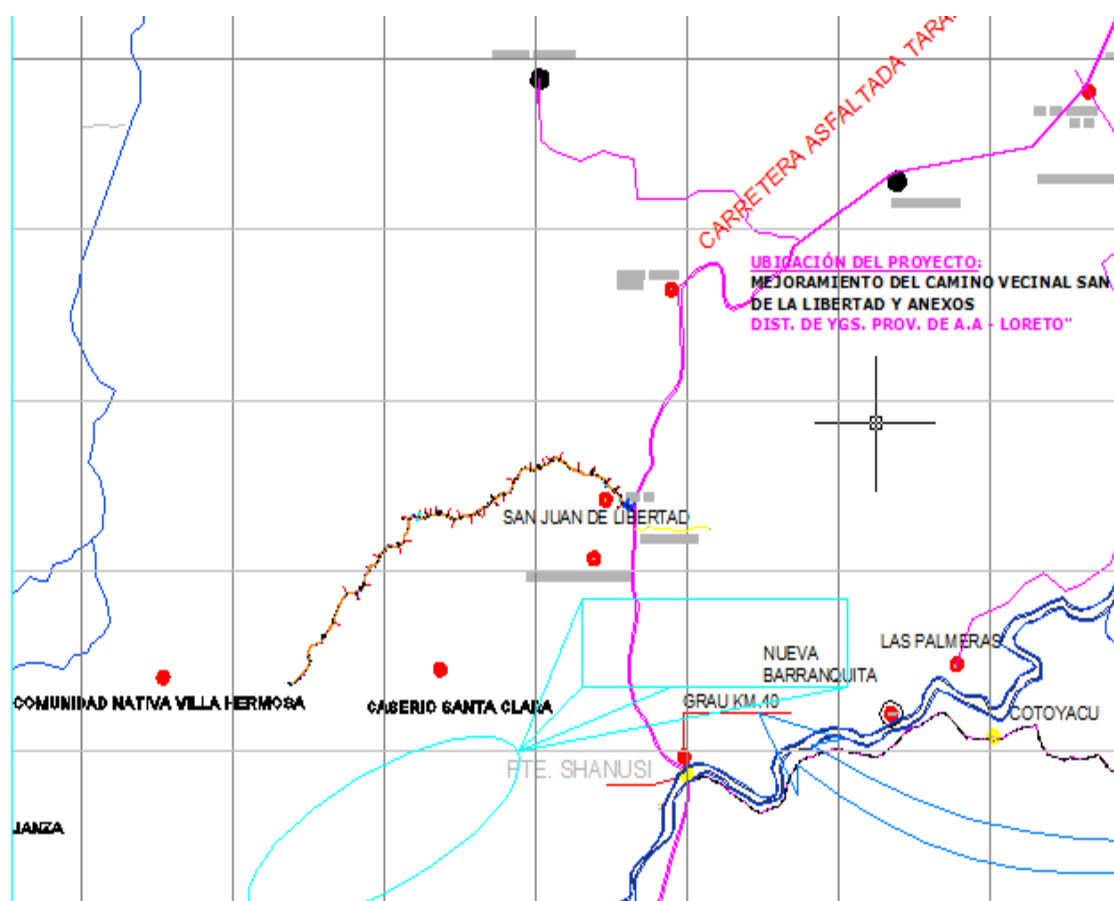 CARRETERA ASFALTADA TARA
UBICACIÓN DEL PROYECTO:
MEJORAMIENTO DEL CAMINO VECINAL SAN
DE LA LIBERTAD Y ANEXOS
DIST. DE YGS. PROV. DE A.A - LORETO"
SAN JUAN DE LIBERTAD
NUEVA
BARRANQUITA
LAS PALMERAS
COMUNIDAD NATIVA VILLA HERMOSA
CASERIO SANTA CLARA
GRAU KM.40
COTOYACU
PTE. SHANUSI
JANZA